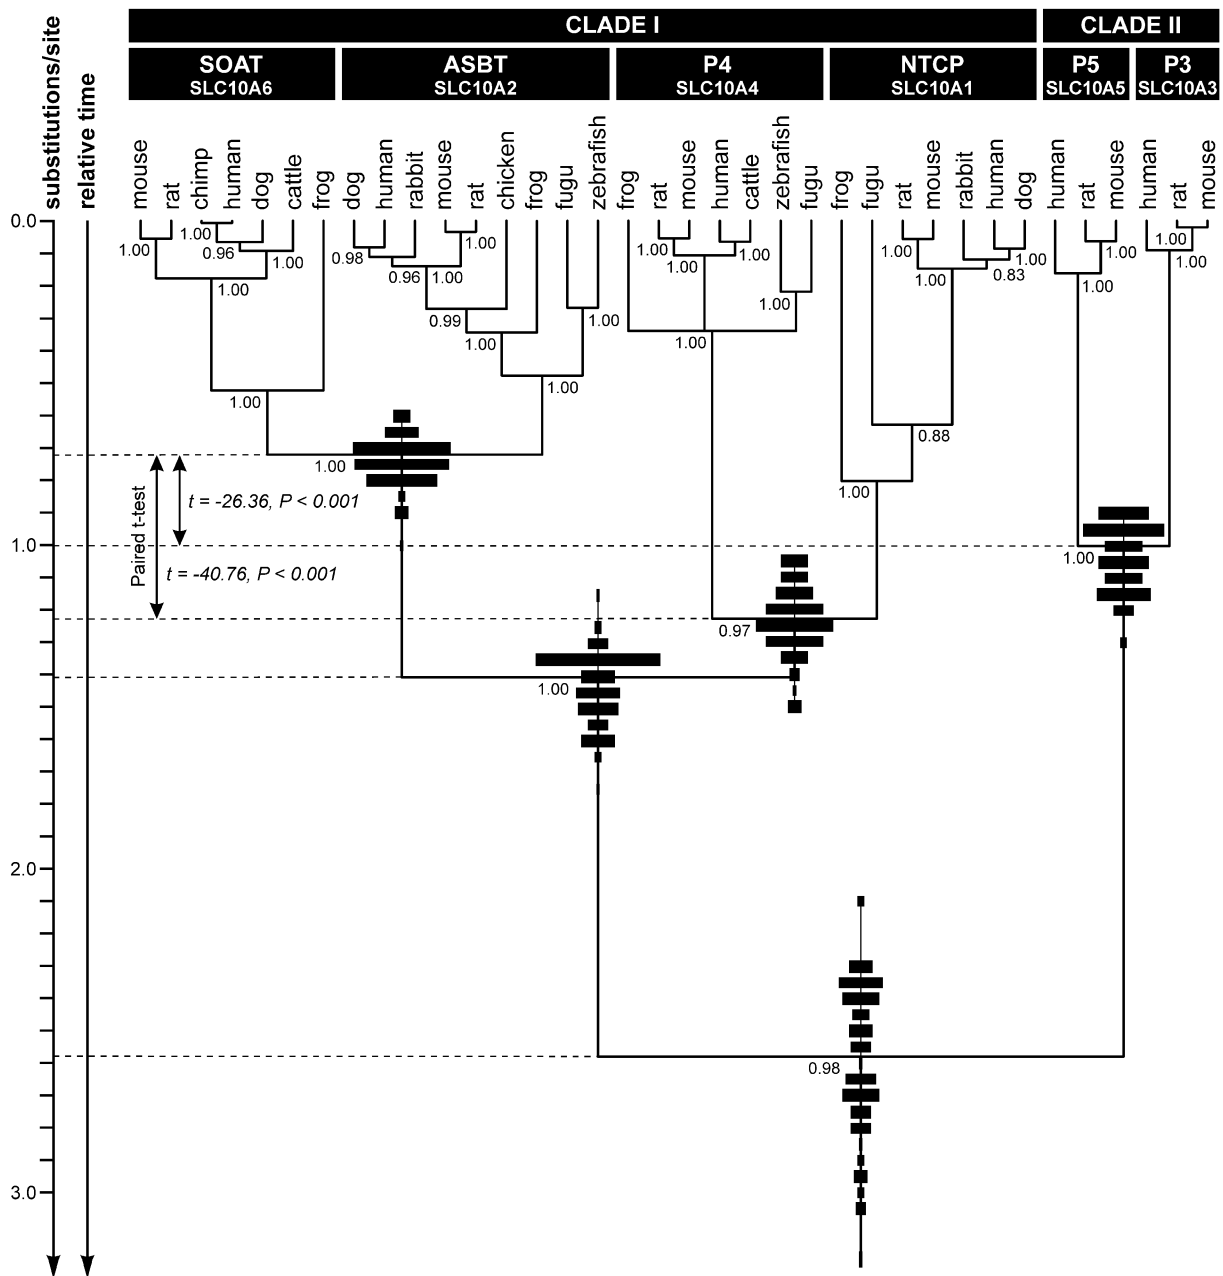 CLADE I
CLADE II
SOAT
SLC10A6
ASBT
SLC10A2
P4
SLC10A4
NTCP
SLC10A1
P5
SLC10A5
P3
SLC10A3
substitutions/site
relative time
mouse
rat
chimp
human
dog
cattle
frog
dog
human
rabbit
mouse
rat
chicken
frog
fugu
zebrafish
frog
rat
mouse
human
cattle
zebrafish
fugu
frog
fugu
rat
mouse
rabbit
human
dog
human
rat
mouse
human
rat
mouse
0.0
1.00
1.00
0.96
1.00
1.00
1.00
0.98
0.96
1.00
1.00
0.99
1.00
1.00
1.00
1.00
1.00
1.00
1.00
1.00
1.00
1.00
1.00
0.83
0.88
1.00
1.00
1.00
1.00
1.00
1.00
Paired t-test
t = -26.36, P < 0.001
1.0
1.00
t = -40.76, P < 0.001
0.97
1.00
2.0
0.98
3.0